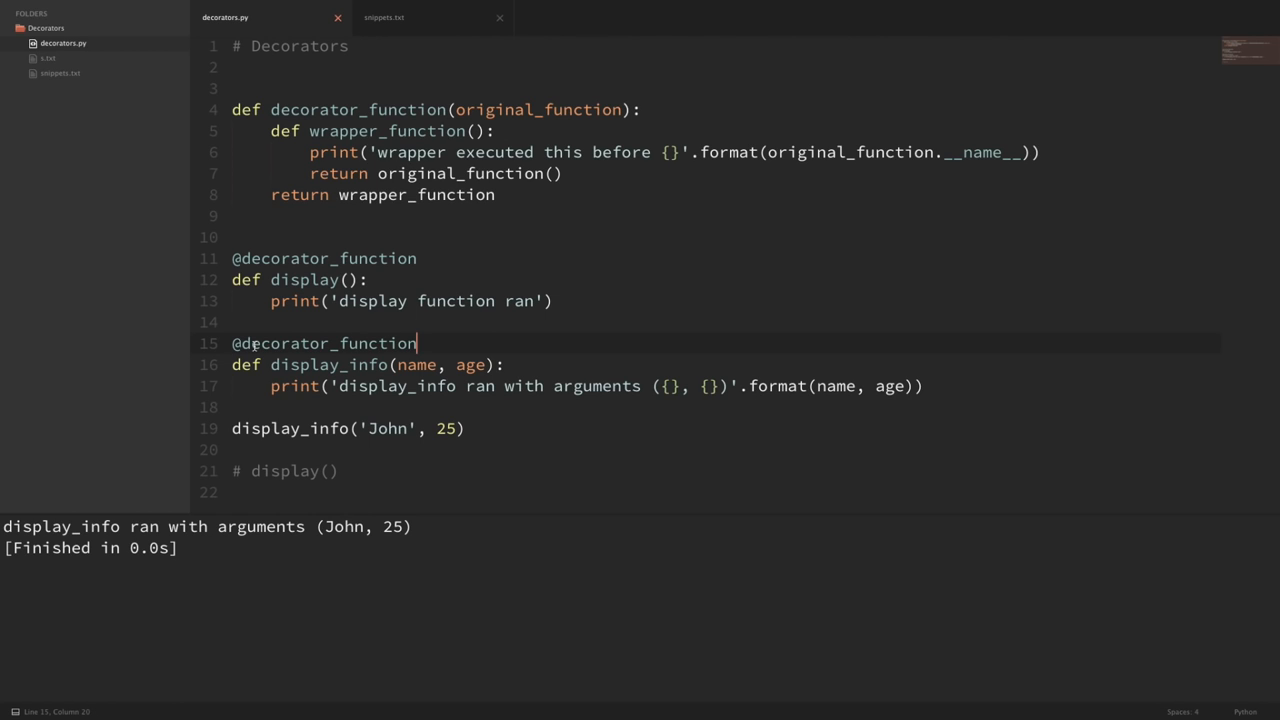 FOLDERS
Decorators
decorators.py
s.txt
snippets.txt
decorators.py
snippets.txt
1 # Decorators
2
3
4 def decorator_function(original_function):
5     def wrapper_function():
6         print('wrapper executed this before {}'.format(original_function.__name__))
7         return original_function()
8     return wrapper_function
9
10
11 @decorator_function
12 def display():
13     print('display function ran')
14
15 @decorator_function
16 def display_info(name, age):
17     print('display_info ran with arguments ({}, {})'.format(name, age))
18
19 display_info('John', 25)
20
21 # display()
22
display_info ran with arguments (John, 25)
[Finished in 0.0s]
Line 15, Column 20
Spaces: 4
Python